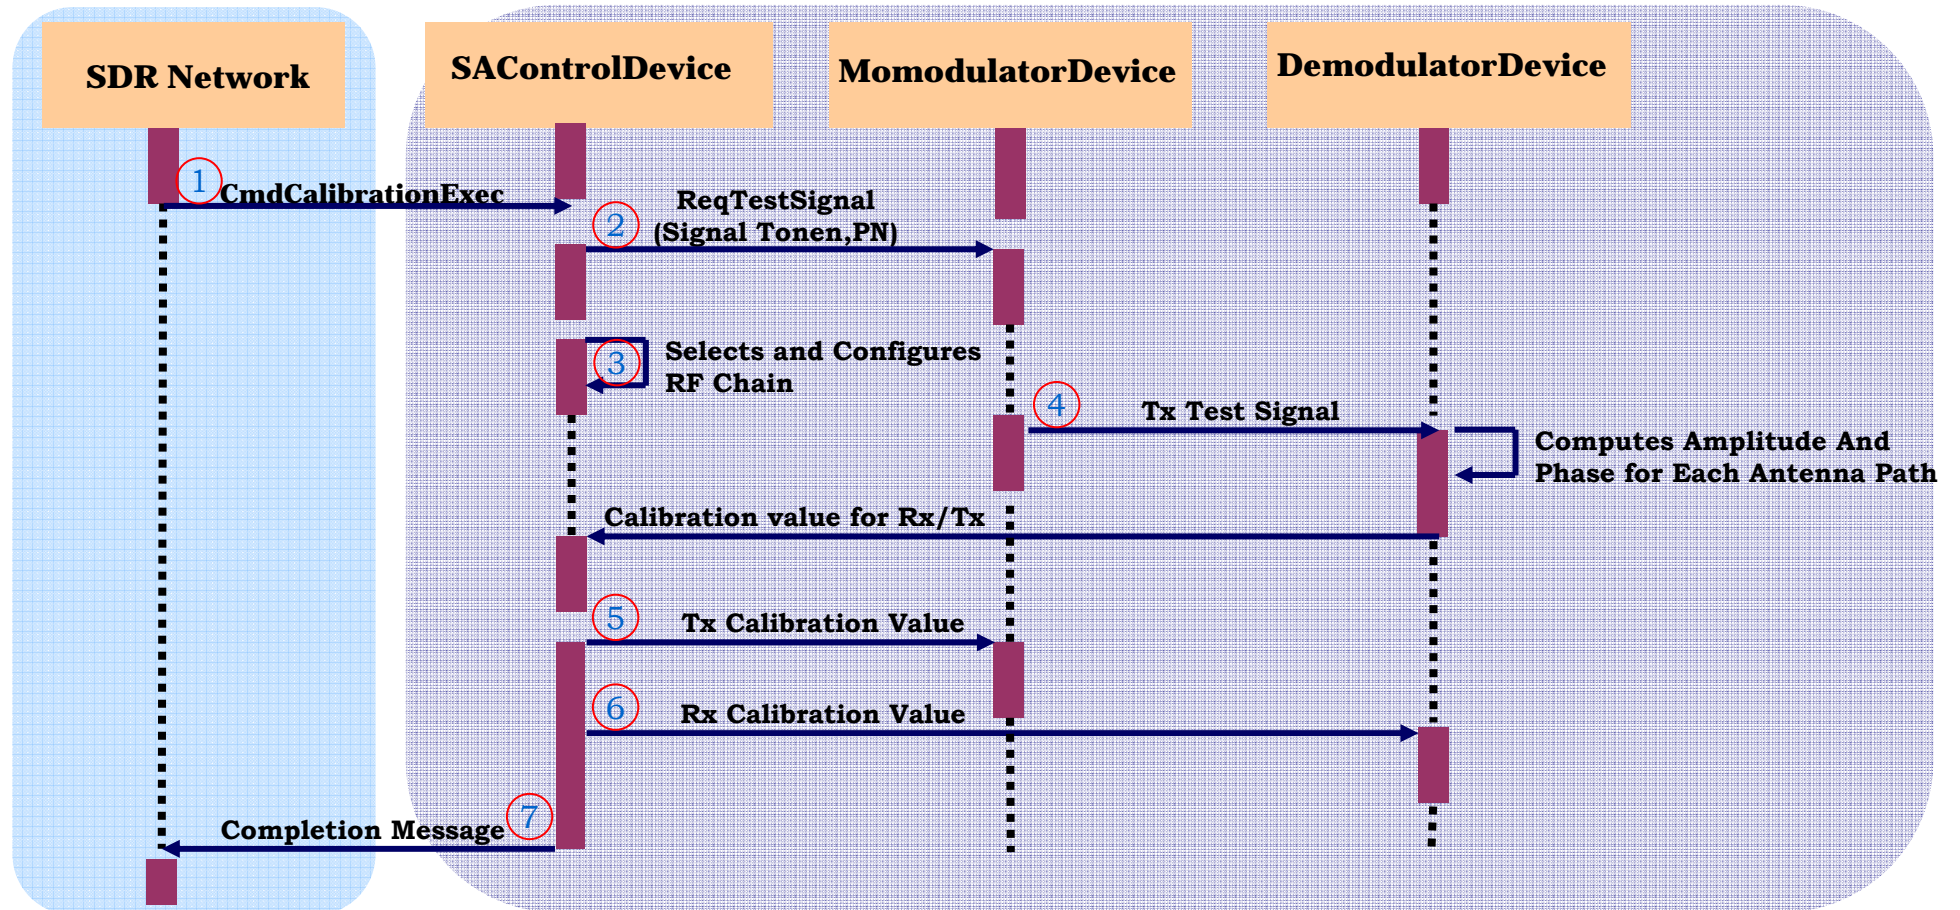 SDR Network
SAControlDevice
MomodulatorDevice
DemodulatorDevice
1
CmdCalibrationExec
2
ReqTestSignal
(Signal Tonen,PN)
3
Selects and Configures
RF Chain
4
Tx Test Signal
Computes Amplitude And
Phase for Each Antenna Path
Calibration value for Rx/Tx
5
Tx Calibration Value
6
Rx Calibration Value
7
Completion Message